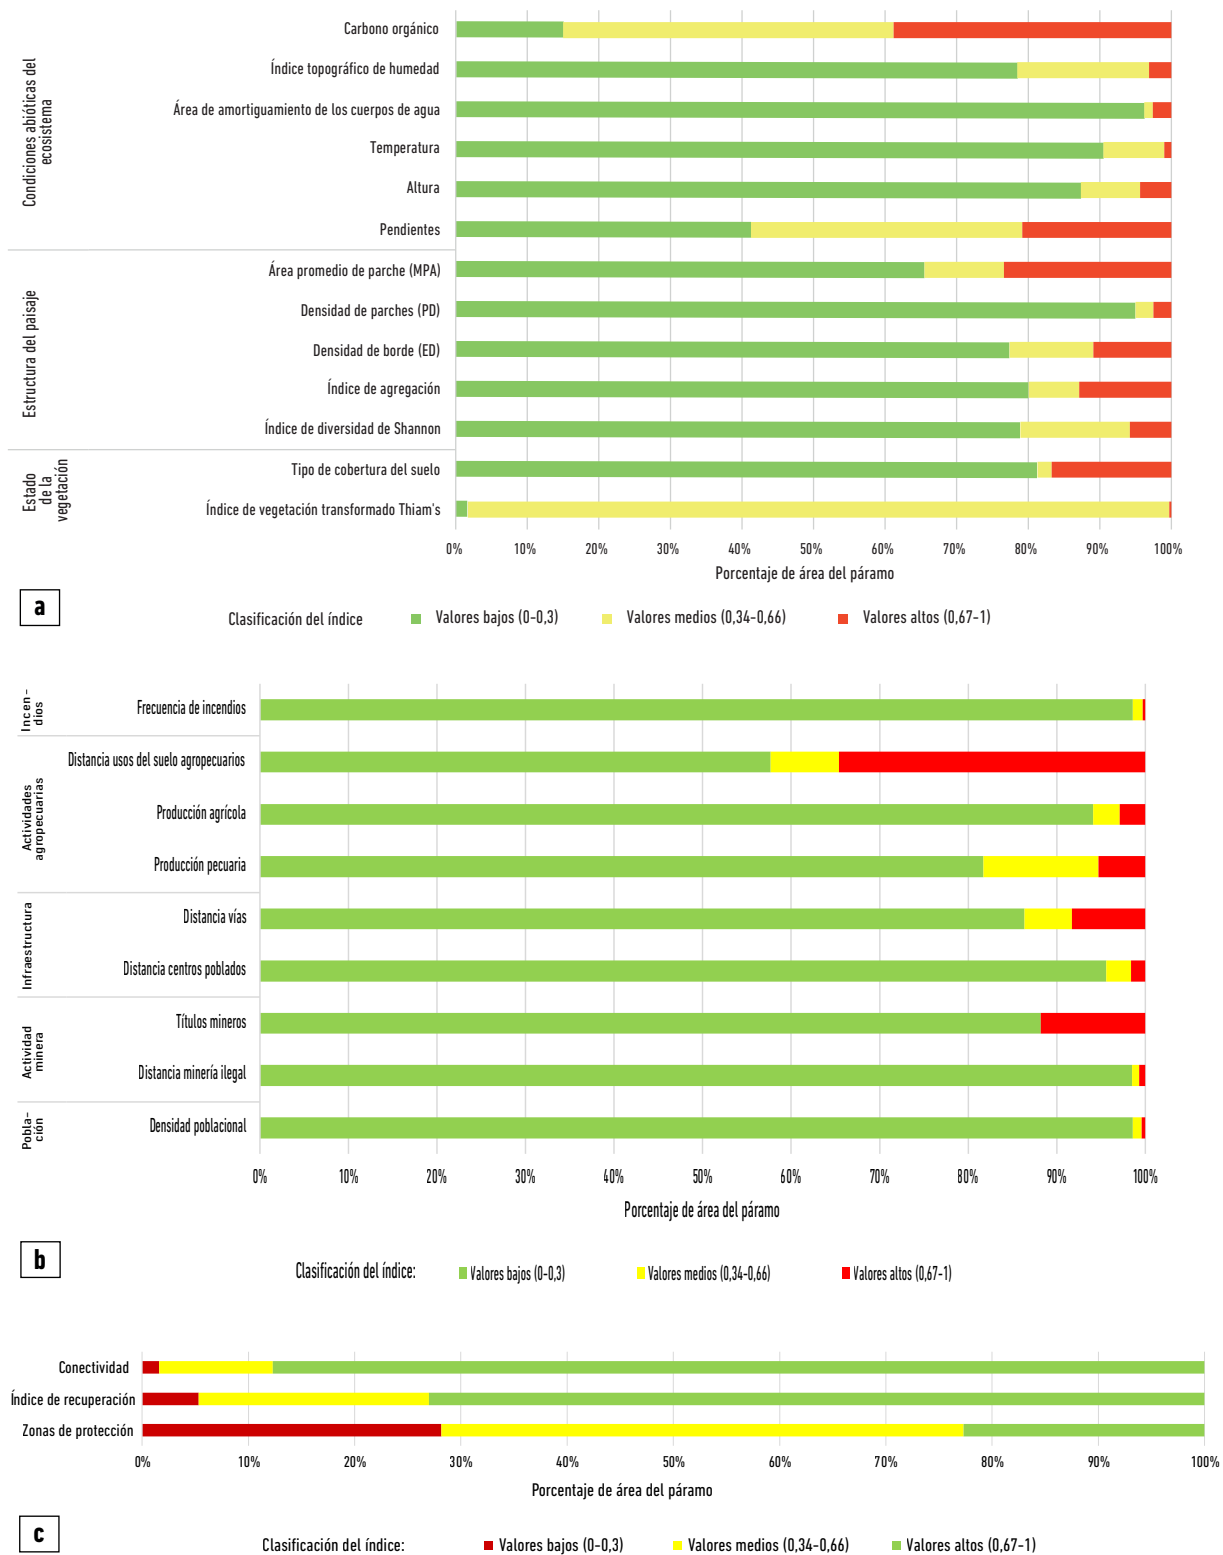 Condiciones abióticas del
ecosistema
Carbono orgánico
Índice topográfico de humedad
Área de amortiguamiento de los cuerpos de agua
Temperatura
Altura
Pendientes
Estructura del paisaje
Área promedio de parche (MPA)
Densidad de parches (PD)
Densidad de borde (ED)
Índice de agregación
Índice de diversidad de Shannon
Estado
de la
vegetación
Tipo de cobertura del suelo
Índice de vegetación transformado Thiam's
0% 10% 20% 30% 40% 50% 60% 70% 80% 90% 100%
Porcentaje de área del páramo
a
Clasificación del índice Valores bajos (0-0,3) Valores medios (0,34-0,66) Valores altos (0,67-1)
Incen-
dios
Frecuencia de incendios
Actividades
agropecuarias
Distancia usos del suelo agropecuarios
Producción agrícola
Producción pecuaria
Infraestructura
Distancia vías
Distancia centros poblados
Actividad
minera
Títulos mineros
Distancia minería ilegal
Pobla-
ción
Densidad poblacional
0% 10% 20% 30% 40% 50% 60% 70% 80% 90% 100%
Porcentaje de área del páramo
b
Clasificación del índice: Valores bajos (0-0,3) Valores medios (0,34-0,66) Valores altos (0,67-1)
Conectividad
Índice de recuperación
Zonas de protección
0% 10% 20% 30% 40% 50% 60% 70% 80% 90% 100%
Porcentaje de área del páramo
c
Clasificación del índice: Valores bajos (0-0,3) Valores medios (0,34-0,66) Valores altos (0,67-1)